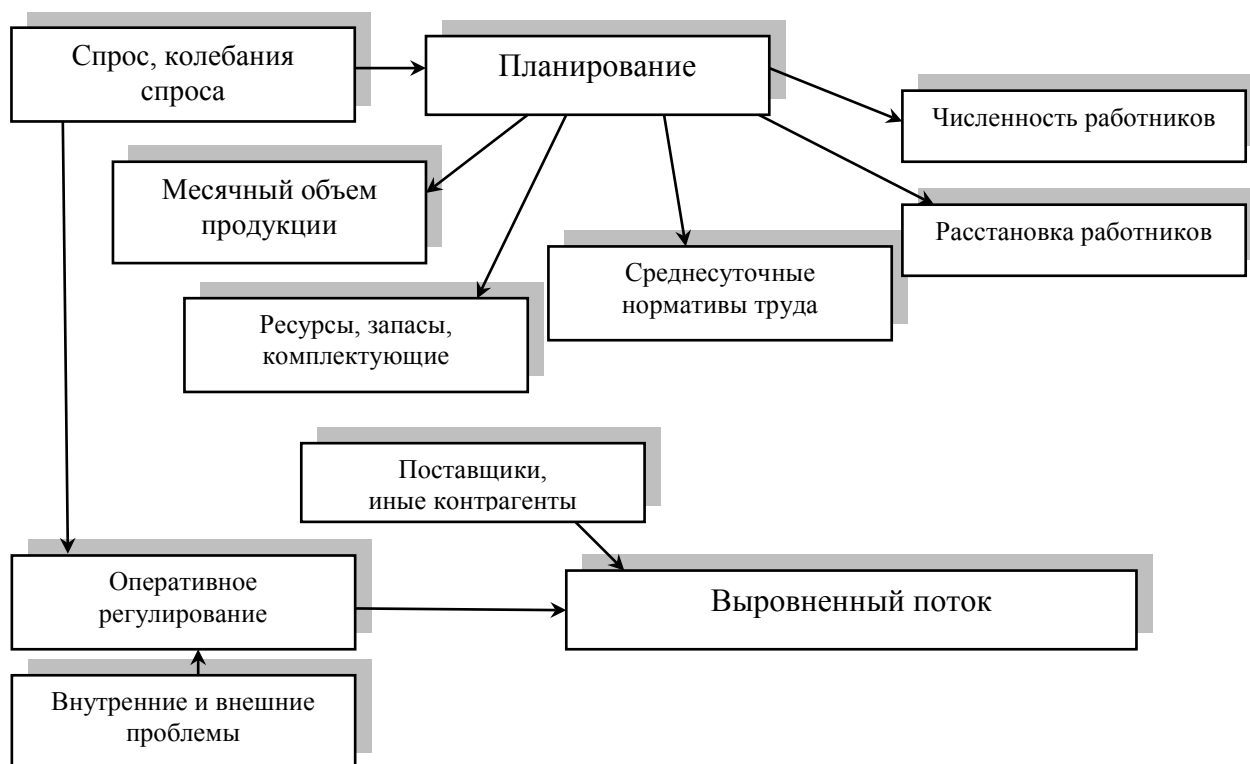 Спрос, колебания
спроса
Планирование
Численность работников
Месячный объем
продукции
Расстановка работников
Среднесуточные
нормативы труда
Ресурсы, запасы,
комплектующие
Поставщики,
иные контрагенты
Оперативное
регулирование
Выровненный поток
Внутренние и внешние
проблемы